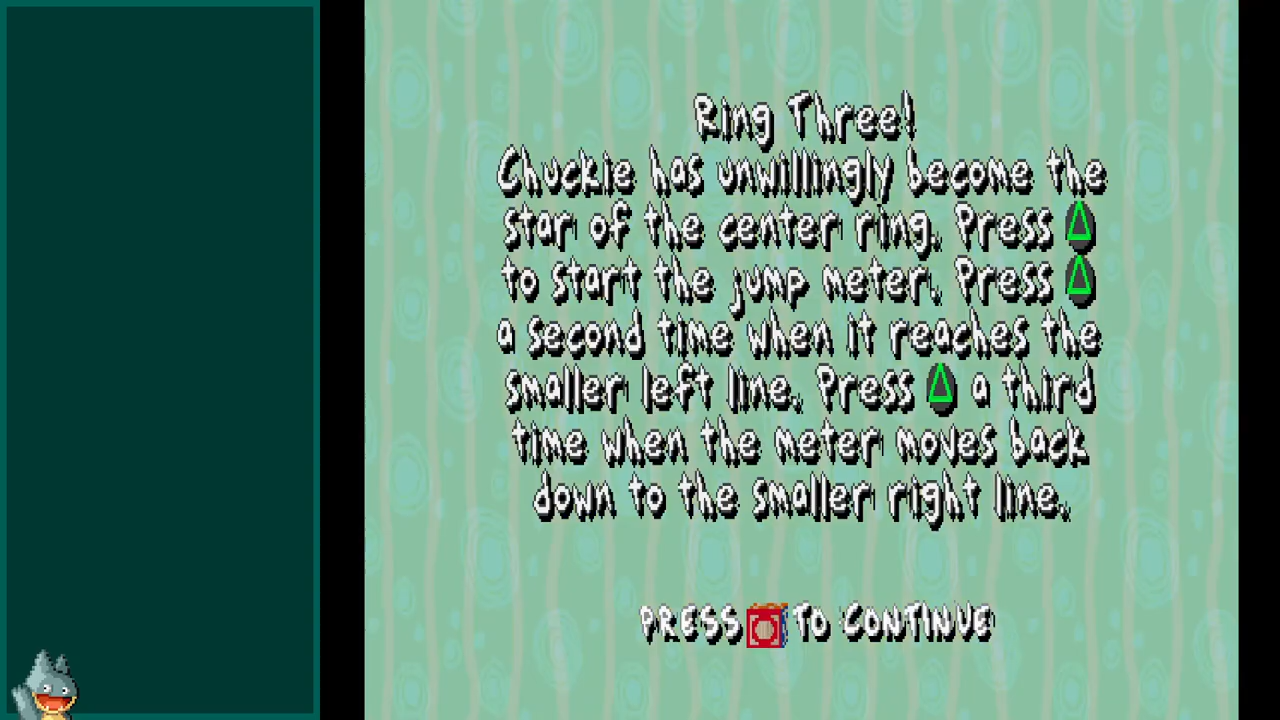 Ring Three!
Chuckie has unwillingly become the
star of the center ring. Press △
to start the jump meter. Press △
a second time when it reaches the
smaller left line. Press △ a third
time when the meter moves back
down to the smaller right line.
PRESS TO CONTINUE